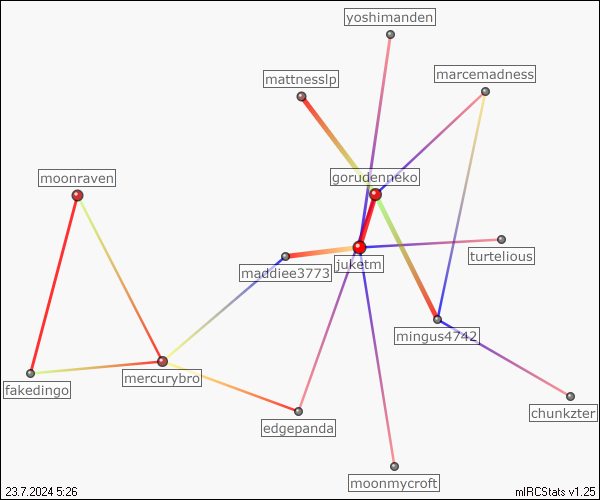 yoshimanden
marcemadness
mattnesslp
gorudenneko
moonraven
turtelious
juketm
maddiee3773
mingus4742
mercurybro
fakedingo
chunkzter
edgepanda
moonmycroft
23.7.2024 5:26
mIRCStats v1.25